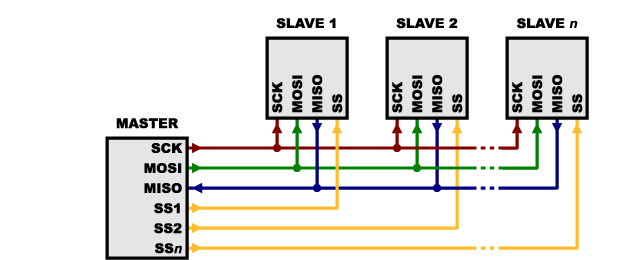 SLAVE 1 SLAVE 2 SLAVE n
SCK MOSI MISO SS SCK MOSI MISO SS SCK MOSI MISO SS
MASTER
SCK
MOSI
MISO
SS1
SS2
SSn